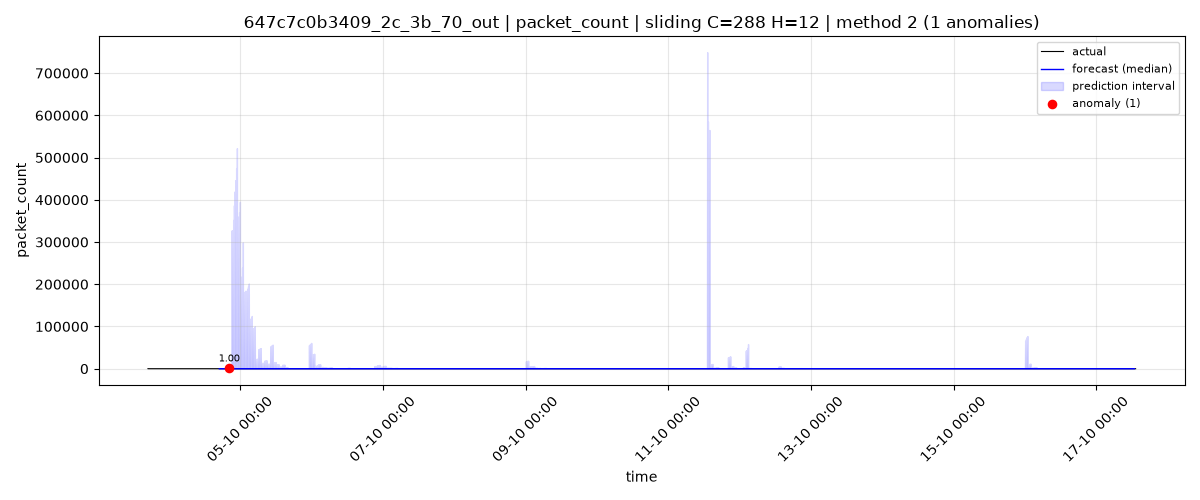 647c7c0b3409_2c_3b_70_out | packet_count | sliding C=288 H=12 | method 2 (1 anomalies)
actual
forecast (median)
prediction interval
anomaly (1)
packet_count
700000
600000
500000
400000
300000
200000
100000
0
1.00
05-10 00:00
07-10 00:00
09-10 00:00
11-10 00:00
13-10 00:00
15-10 00:00
17-10 00:00
time